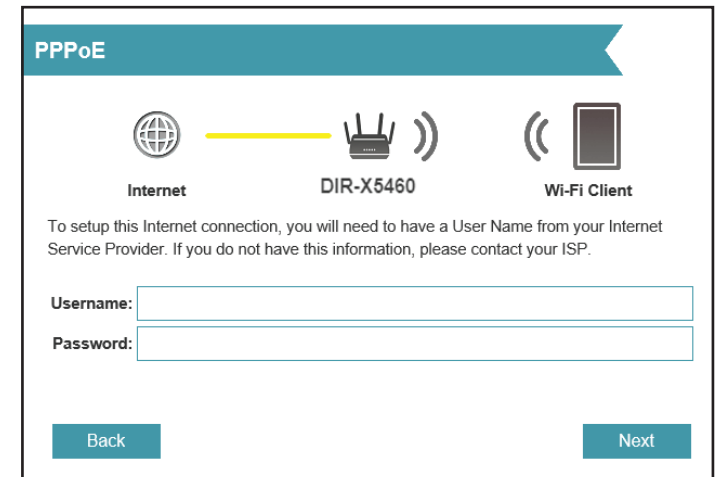 PPPoE
Internet
DIR-X5460
Wi-Fi Client
To setup this Internet connection, you will need to have a User Name from your Internet
Service Provider. If you do not have this information, please contact your ISP.
Username:
Password:
Back
Next